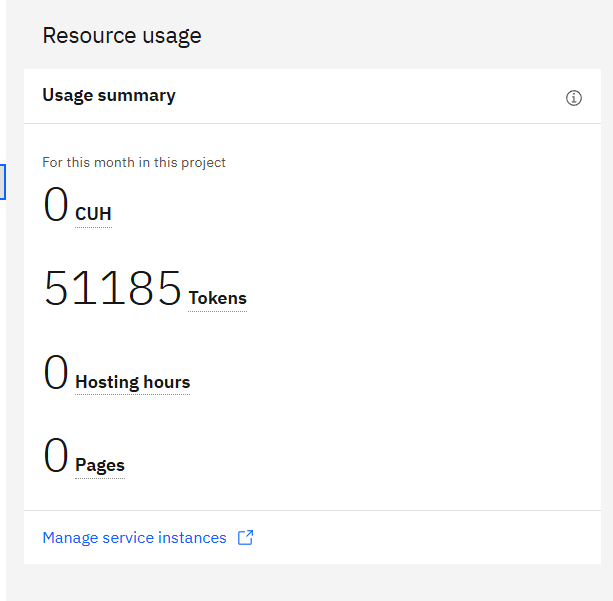 Resource usage
Usage summary
For this month in this project
0 CUH
51185 Tokens
0 Hosting hours
0 Pages
Manage service instances